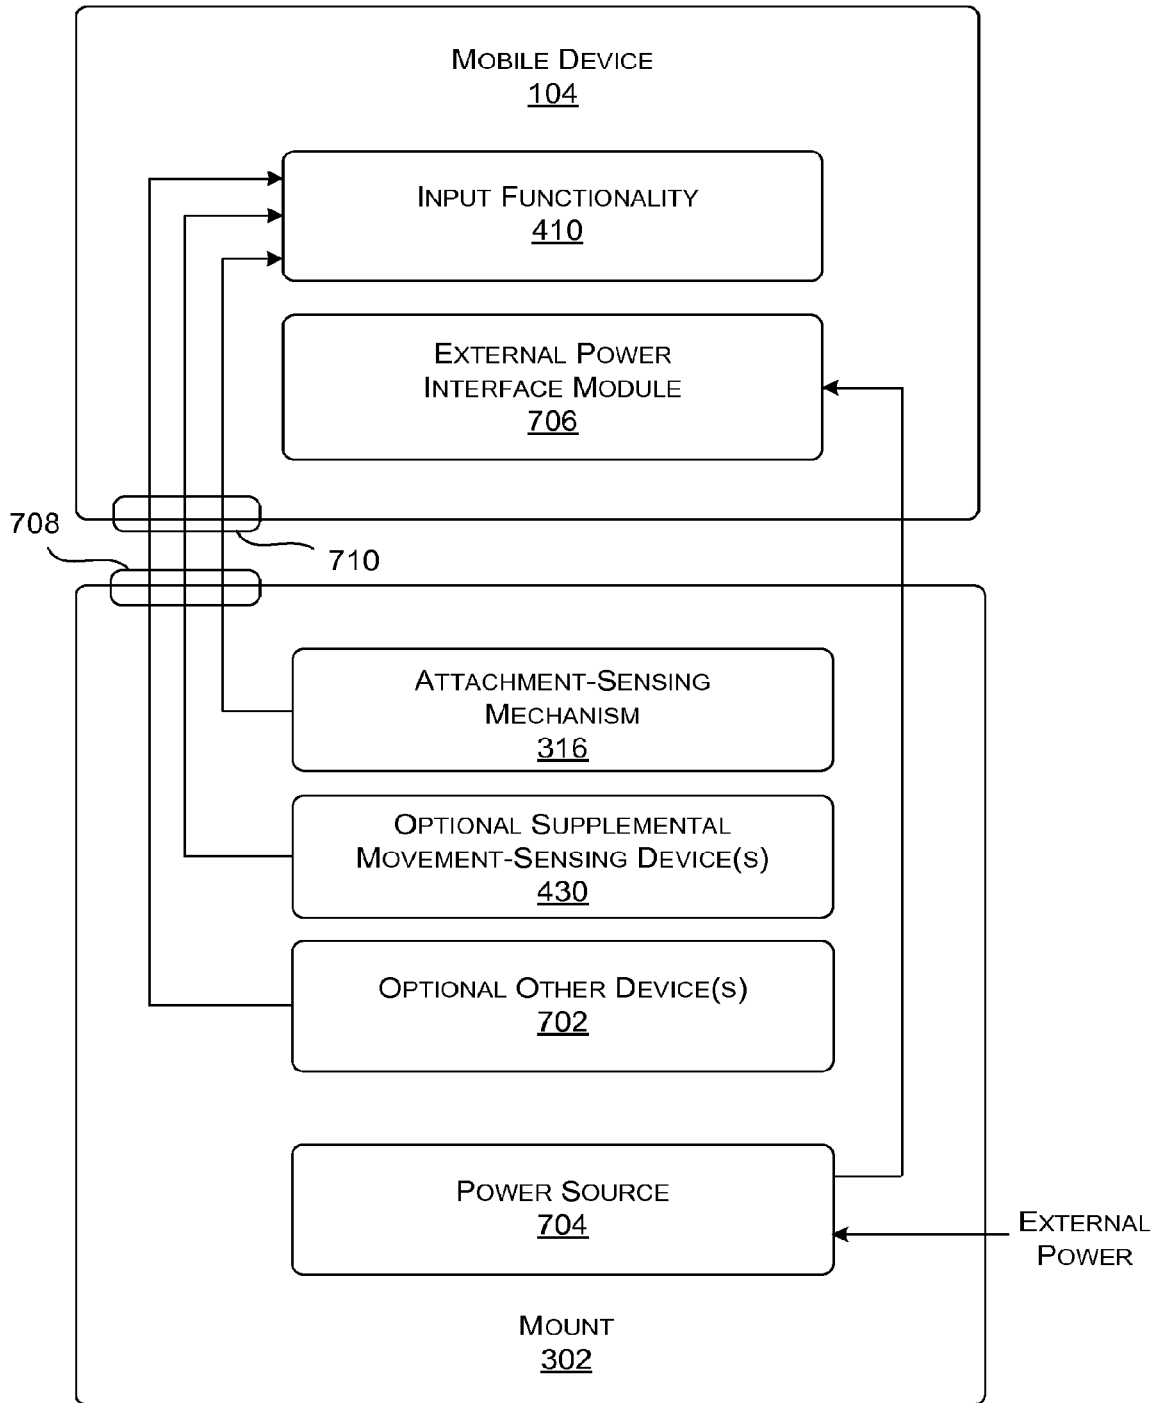 MOBILE DEVICE
104
INPUT FUNCTIONALITY
410
EXTERNAL POWER
INTERFACE MODULE
706
708
710
ATTACHMENT-SENSING
MECHANISM
316
OPTIONAL SUPPLEMENTAL
MOVEMENT-SENSING DEVICE(S)
430
OPTIONAL OTHER DEVICE(S)
702
POWER SOURCE
704
EXTERNAL
POWER
MOUNT
302